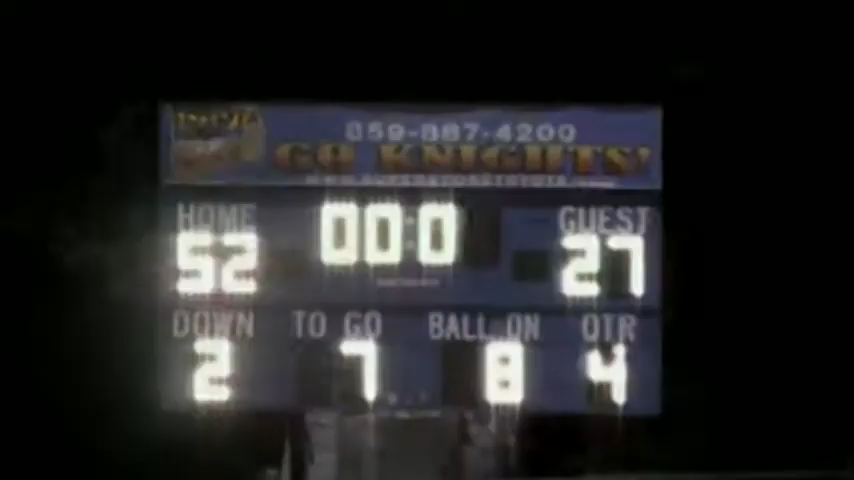 859-887-4200
GO KNIGHTS!
HOME 00:0 GUEST
52 27
DOWN TO GO BALL ON QTR
2 7 8 4